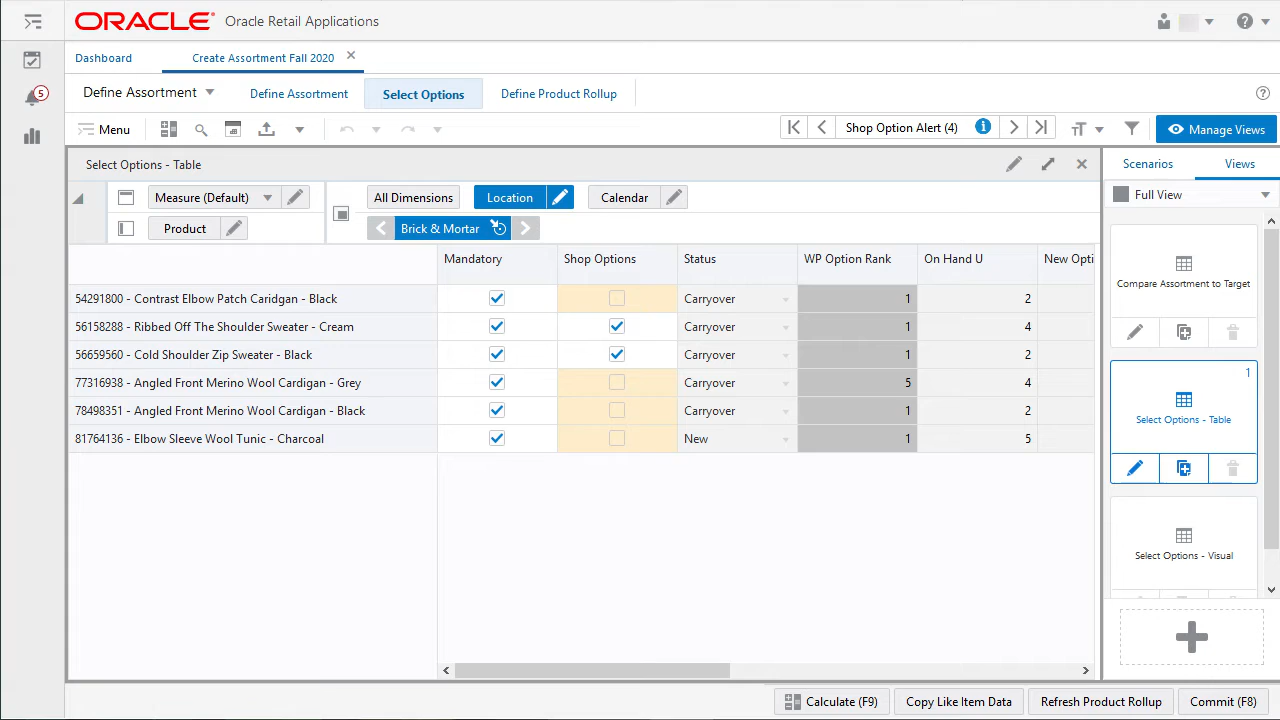 ORACLE® Oracle Retail Applications
Dashboard Create Assortment Fall 2020
5
Define Assortment Define Assortment Select Options Define Product Rollup
Menu Shop Option Alert (4) Manage Views
Select Options - Table
Scenarios Views
Measure (Default) All Dimensions Location Calendar
Full View
Product Brick & Mortar
Mandatory Shop Options Status WP Option Rank On Hand U New Opti
54291800 - Contrast Elbow Patch Caridgan - Black Carryover 1 2
56158288 - Ribbed Off The Shoulder Sweater - Cream Carryover 1 4
56659560 - Cold Shoulder Zip Sweater - Black Carryover 1 2
77316938 - Angled Front Merino Wool Cardigan - Grey Carryover 5 4
78498351 - Angled Front Merino Wool Cardigan - Black Carryover 1 2
81764136 - Elbow Sleeve Wool Tunic - Charcoal New 1 5
Compare Assortment to Target
1
Select Options - Table
Select Options - Visual
Calculate (F9) Copy Like Item Data Refresh Product Rollup Commit (F8)